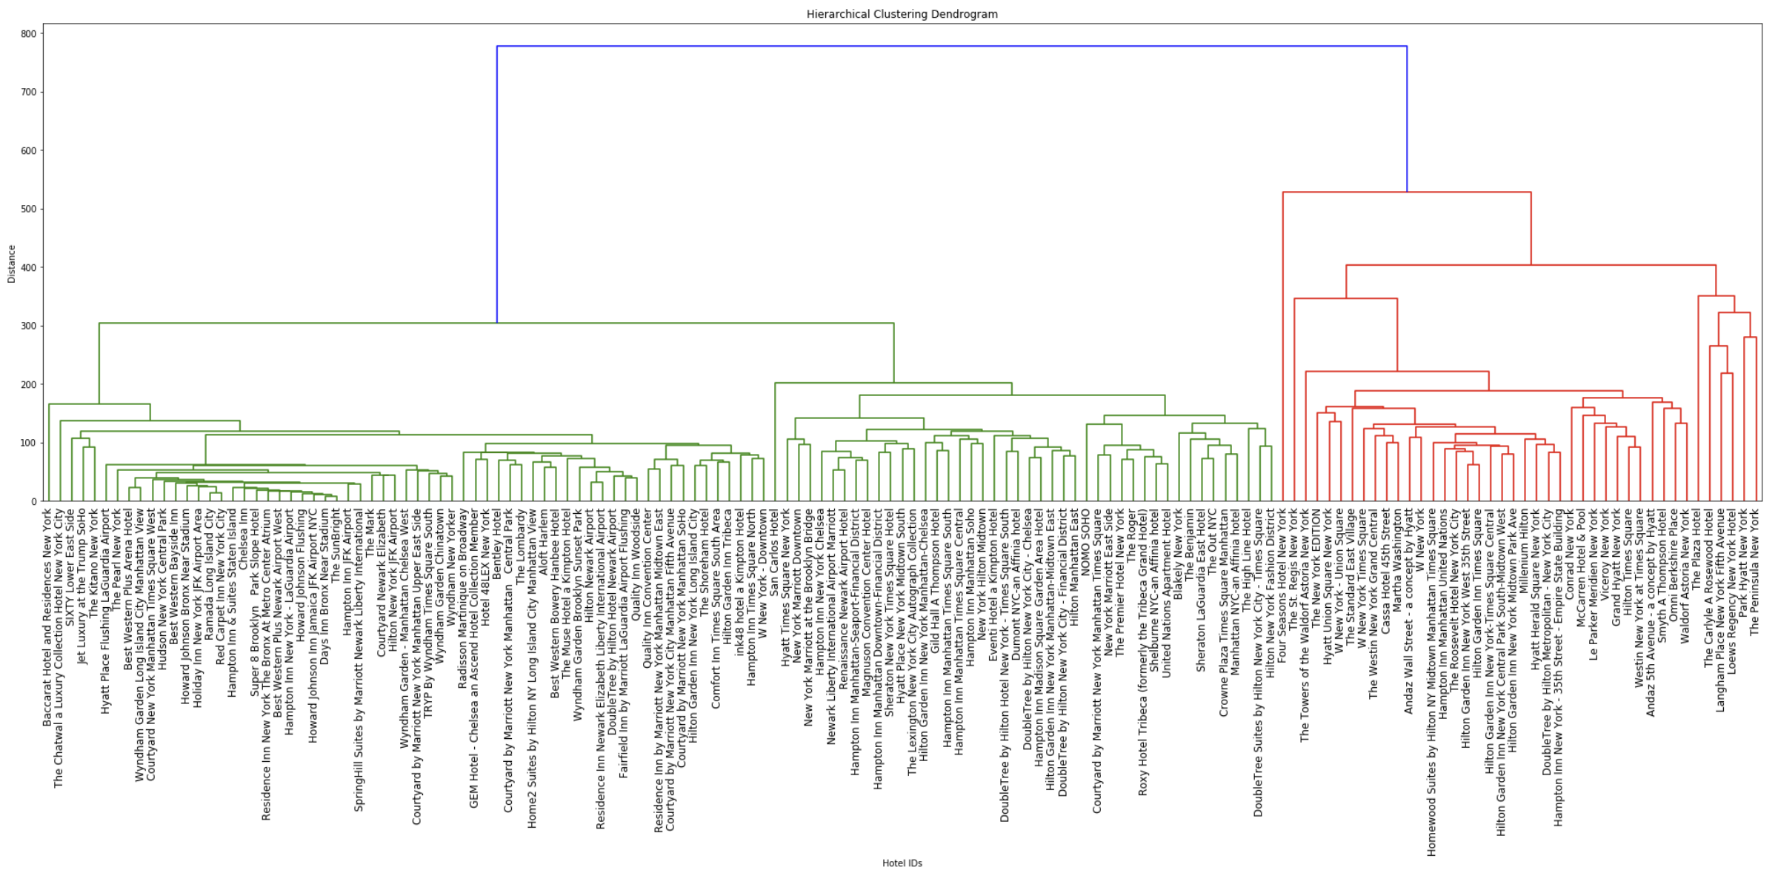 Hierarchical Clustering Dendrogram
800
700
600
500
400
300
200
100
0
Distance
Baccarat Hotel and Residences New York
The Chatwal a Luxury Collection Hotel New York City
SIXTY Lower East Side
Jet Luxury at the Trump SoHo
The Kitano New York
Hyatt Place Flushing LaGuardia Airport
The Pearl New York
Best Western Plus Arena Hotel
Wyndham Garden Long Island City Manhattan View
Courtyard New York Manhattan Times Square West
Hudson New York Central Park
Best Western Bayside Inn
Howard Johnson Bronx Near Stadium
Holiday Inn New York JFK Airport Area
Ramada Long Island City
Red Carpet Inn New York City
Hampton Inn & Suites Staten Island
Chelsea Inn
Super 8 Brooklyn / Park Slope Hotel
Residence Inn New York The Bronx At Metro Center Atrium
Best Western Plus Newark Airport West
Hampton Inn New York - LaGuardia Airport
Howard Johnson Flushing
Howard Johnson Inn Jamaica JFK Airport NYC
Days Inn Bronx Near Stadium
The SunBright
Hampton Inn JFK Airport
SpringHill Suites by Marriott Newark Liberty International
The Mark
Courtyard Newark Elizabeth
Hilton New York JFK Airport
Wyndham Garden - Manhattan Chelsea West
Courtyard by Marriott New York Manhattan Upper East Side
TRYP By Wyndham Times Square South
Wyndham Garden Chinatown
Wyndham New Yorker
Radisson Martinique on Broadway
GEM Hotel - Chelsea an Ascend Hotel Collection Member
Hotel 48LEX New York
Bentley Hotel
Courtyard by Marriott New York Manhattan / Central Park
The Lombardy
Home2 Suites by Hilton NY Long Island City Manhattan View
Aloft Harlem
Best Western Bowery Hanbee Hotel
The Muse Hotel a Kimpton Hotel
Wyndham Garden Brooklyn Sunset Park
Hilton Newark Airport
Residence Inn Newark Elizabeth Liberty International Airport
DoubleTree by Hilton Hotel Newark Airport
Fairfield Inn by Marriott LaGuardia Airport Flushing
Quality Inn Woodside
Quality Inn Convention Center
Residence Inn by Marriott New York Manhattan Midtown East
Courtyard by Marriott New York City Manhattan Fifth Avenue
Courtyard by Marriott New York Manhattan SoHo
Hilton Garden Inn New York Long Island City
The Shoreham Hotel
Comfort Inn Times Square South Area
Hilton Garden Inn Tribeca
ink48 hotel a Kimpton Hotel
Hampton Inn Times Square North
W New York - Downtown
San Carlos Hotel
Hyatt Times Square New York
New York Marriott Downtown
New York Marriott at the Brooklyn Bridge
Hampton Inn New York Chelsea
Newark Liberty International Airport Marriott
Renaissance Newark Airport Hotel
Hampton Inn Manhattan-Seaport-Financial District
Magnuson Convention Center Hotel
Hampton Inn Manhattan Downtown-Financial District
Sheraton New York Times Square Hotel
Hyatt Place New York Midtown South
The Lexington New York City Autograph Collection
Hilton Garden Inn New York Manhattan-Chelsea
Gild Hall A Thompson Hotel
Hampton Inn Manhattan Times Square South
Hampton Inn Manhattan Times Square Central
Hampton Inn Manhattan Soho
New York Hilton Midtown
Eventi Hotel a Kimpton Hotel
DoubleTree by Hilton Hotel New York - Times Square South
Dumont NYC-an Affinia hotel
DoubleTree by Hilton New York City - Chelsea
Hampton Inn Madison Square Garden Area Hotel
Hilton Garden Inn New York Manhattan-Midtown East
DoubleTree by Hilton New York City - Financial District
Hilton Manhattan East
NOMO SOHO
Courtyard by Marriott New York Manhattan Times Square
New York Marriott East Side
The Premier Hotel New York
The Roger
Roxy Hotel Tribeca (formerly the Tribeca Grand Hotel)
Shelbourne NYC-an Affinia hotel
United Nations Apartment Hotel
Blakely New York
The Benjamin
Sheraton LaGuardia East Hotel
The Out NYC
Crowne Plaza Times Square Manhattan
Manhattan NYC-an Affinia hotel
The High Line Hotel
DoubleTree Suites by Hilton New York City - Times Square
Hilton New York Fashion District
Four Seasons Hotel New York
The St. Regis New York
The Towers of the Waldorf Astoria New York
The New York EDITION
Hyatt Union Square New York
W New York - Union Square
The Standard East Village
W New York Times Square
The Westin New York Grand Central
Cassa Hotel 45th Street
Martha Washington
Andaz Wall Street - a concept by Hyatt
W New York
Homewood Suites by Hilton NY Midtown Manhattan Times Square
Hampton Inn Manhattan United Nations
The Roosevelt Hotel New York City
Hilton Garden Inn New York West 35th Street
Hilton Garden Inn Times Square
Hilton Garden Inn New York-Times Square Central
Hilton Garden Inn New York Central Park South-Midtown West
Hilton Garden Inn New York Midtown Park Ave
Millenium Hilton
Hyatt Herald Square New York
DoubleTree by Hilton Metropolitan - New York City
Hampton Inn New York - 35th Street - Empire State Building
Conrad New York
McCarren Hotel & Pool
Le Parker Meridien New York
Viceroy New York
Grand Hyatt New York
Hilton Times Square
Westin New York at Times Square
Andaz 5th Avenue - a concept by Hyatt
Smyth A Thompson Hotel
Omni Berkshire Place
Waldorf Astoria New York
The Plaza Hotel
The Carlyle A Rosewood Hotel
Langham Place New York Fifth Avenue
Loews Regency New York Hotel
Park Hyatt New York
The Peninsula New York
Hotel IDs